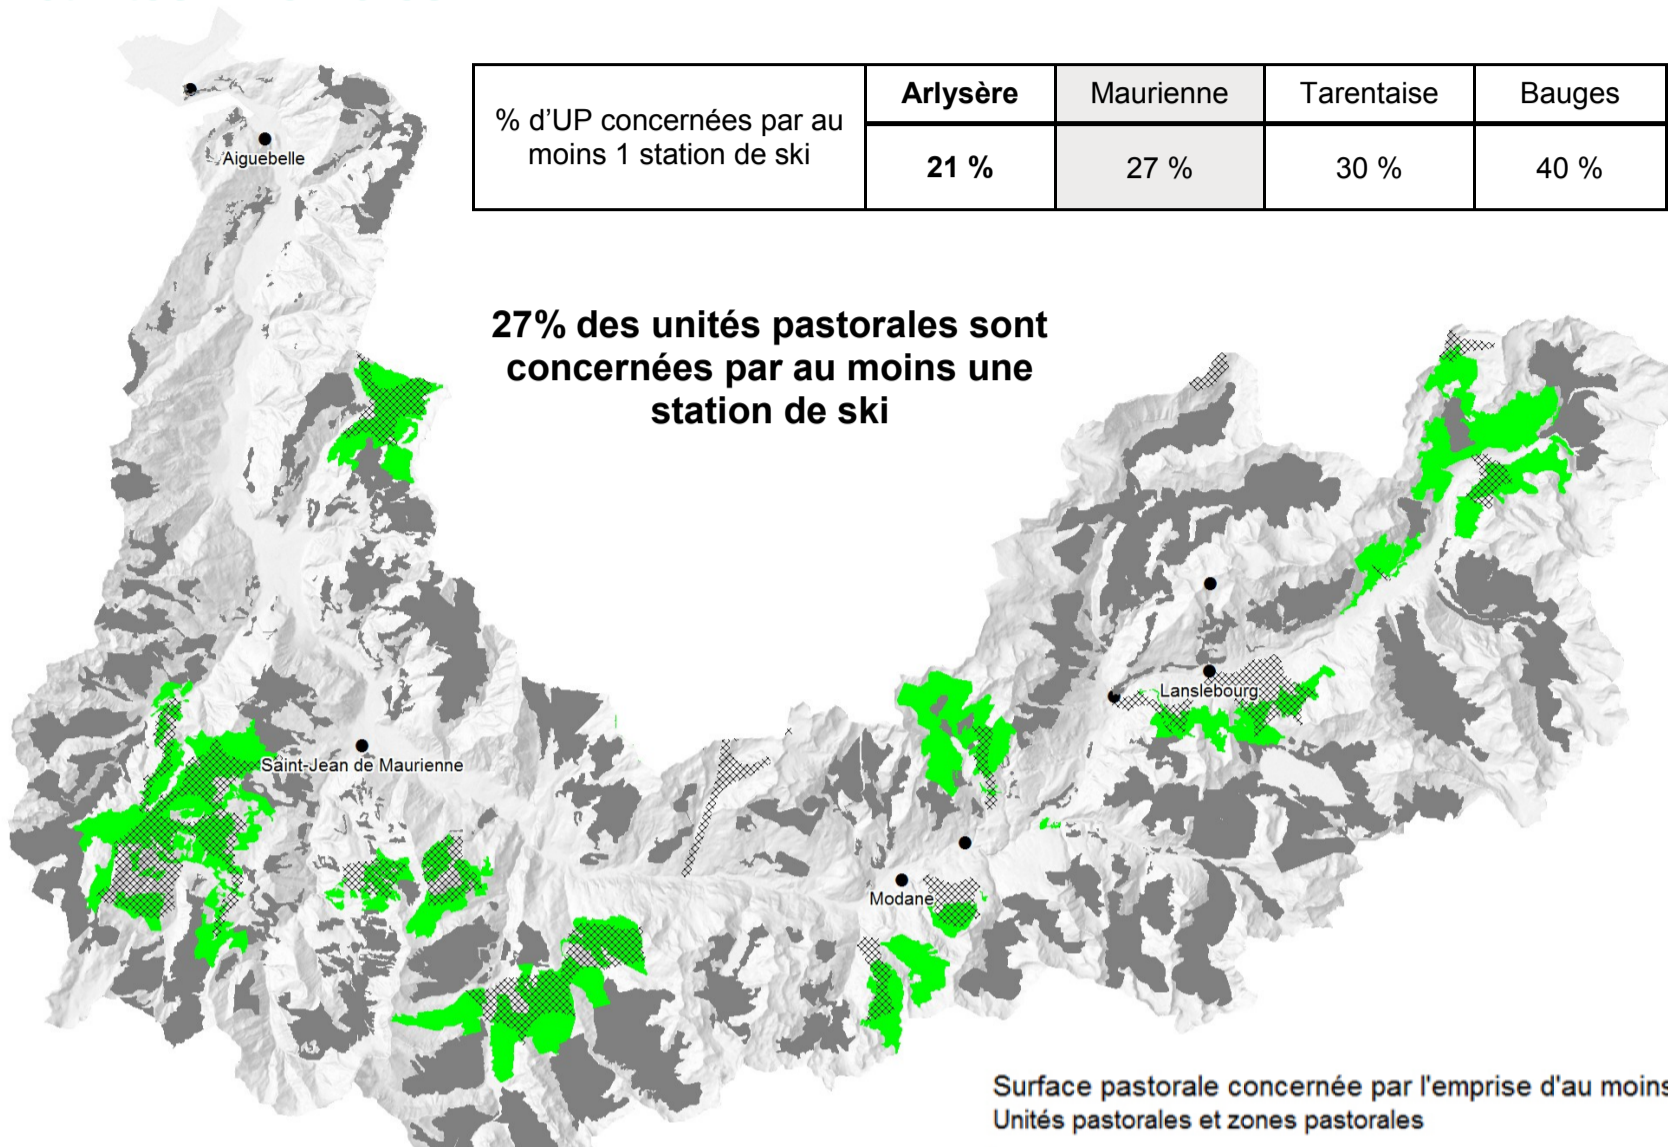 % d'UP concernées par au
moins 1 station de ski
Arlysère
Maurienne
Tarentaise
Bauges
21 %
27 %
30 %
40 %
Aiguebelle
27% des unités pastorales sont
concernées par au moins une
station de ski
Lanslebourg
Saint-Jean de Maurienne
Modane
Surface pastorale concernée par l'emprise d'au moins
Unités pastorales et zones pastorales